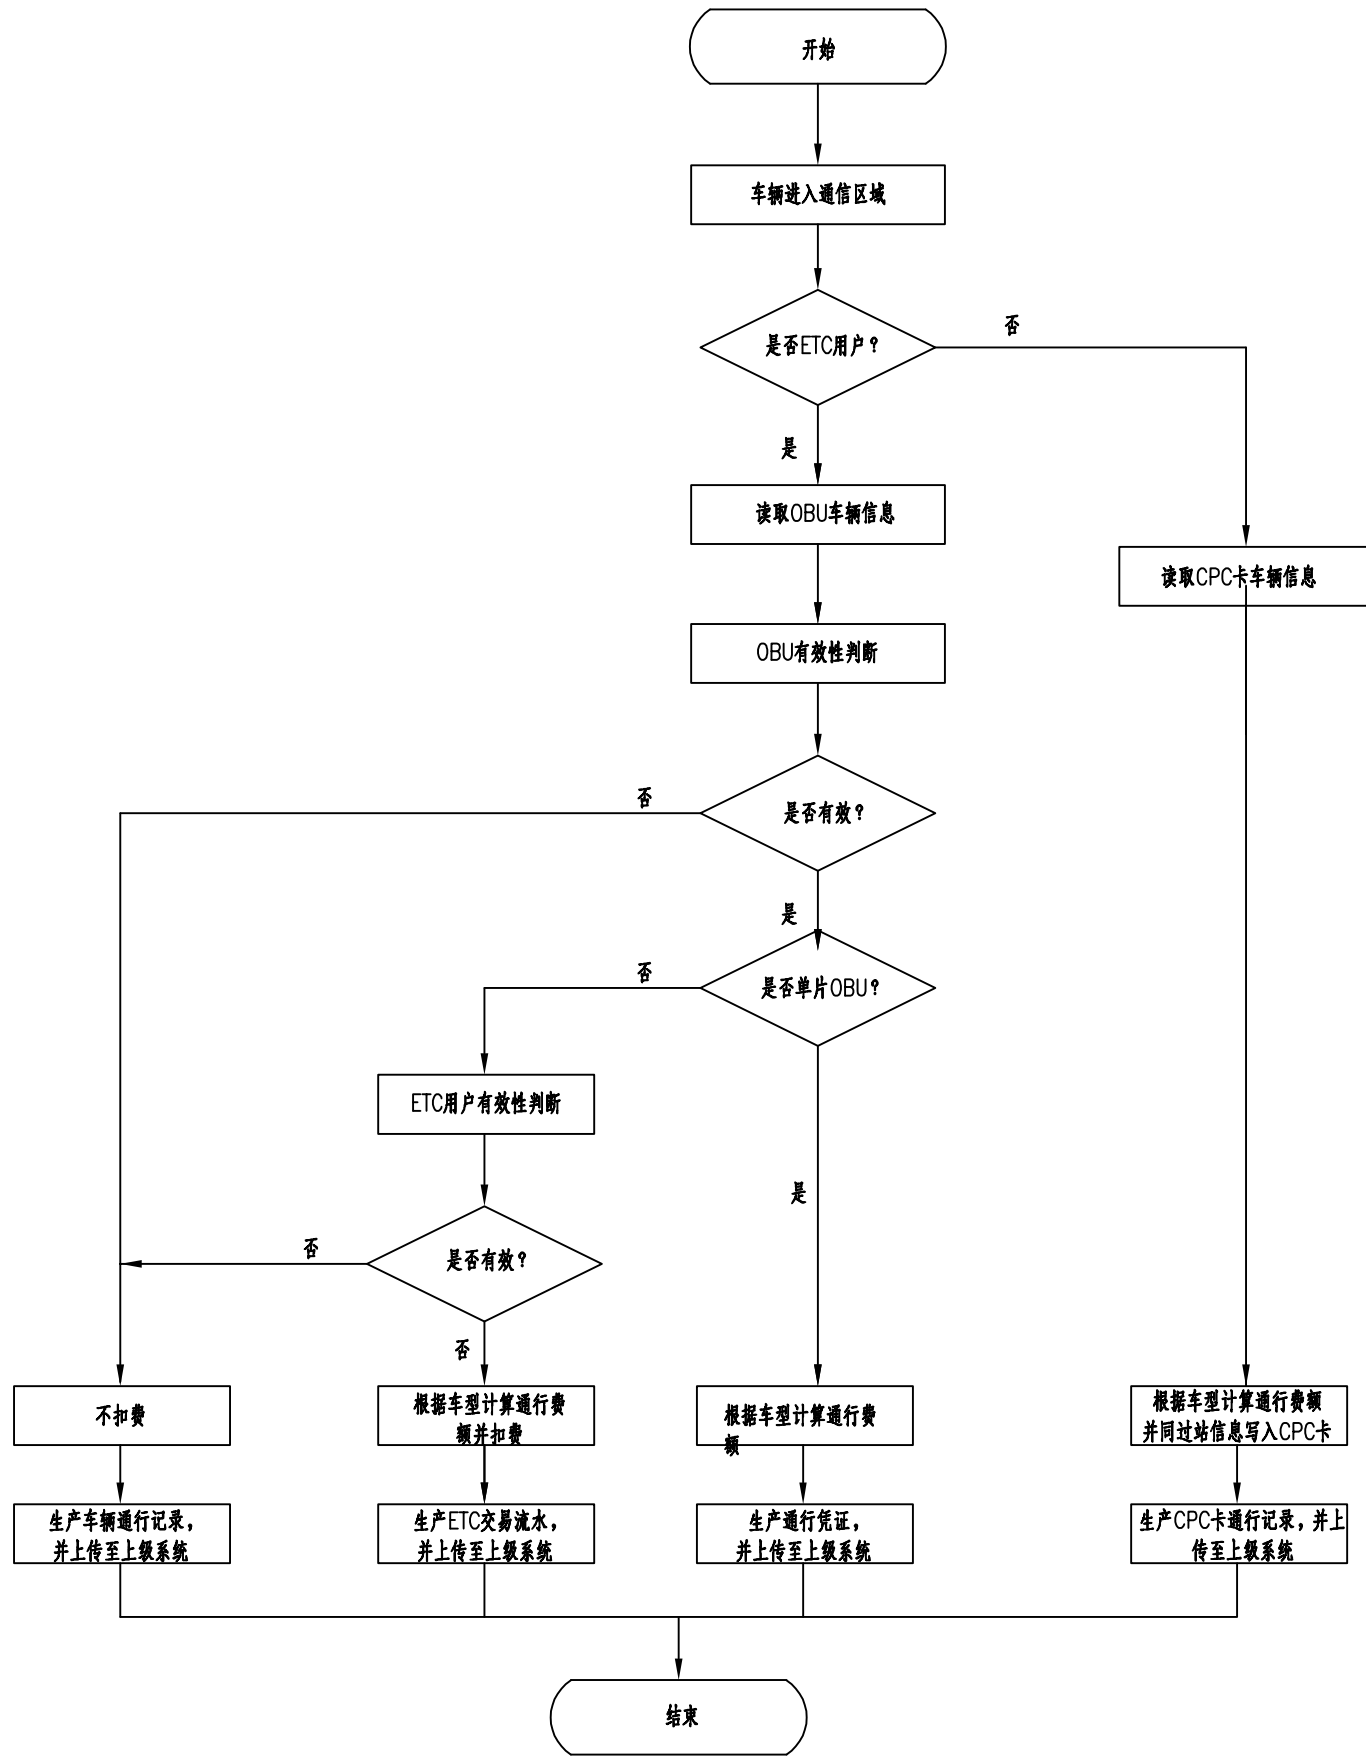 开始
车辆进入通信区域
是否ETC用户？
否
是
读取OBU车辆信息
读取CPC卡车辆信息
OBU有效性判断
否
是否有效？
是
否
是否单片OBU？
ETC用户有效性判断
是
否
是否有效？
否
不扣费
根据车型计算通行费
额并扣费
根据车型计算通行费
额
根据车型计算通行费额
并同过站信息写入CPC卡
生产车辆通行记录，
并上传至上级系统
生产ETC交易流水，
并上传至上级系统
生产通行凭证，
并上传至上级系统
生产CPC卡通行记录，并上
传至上级系统
结束